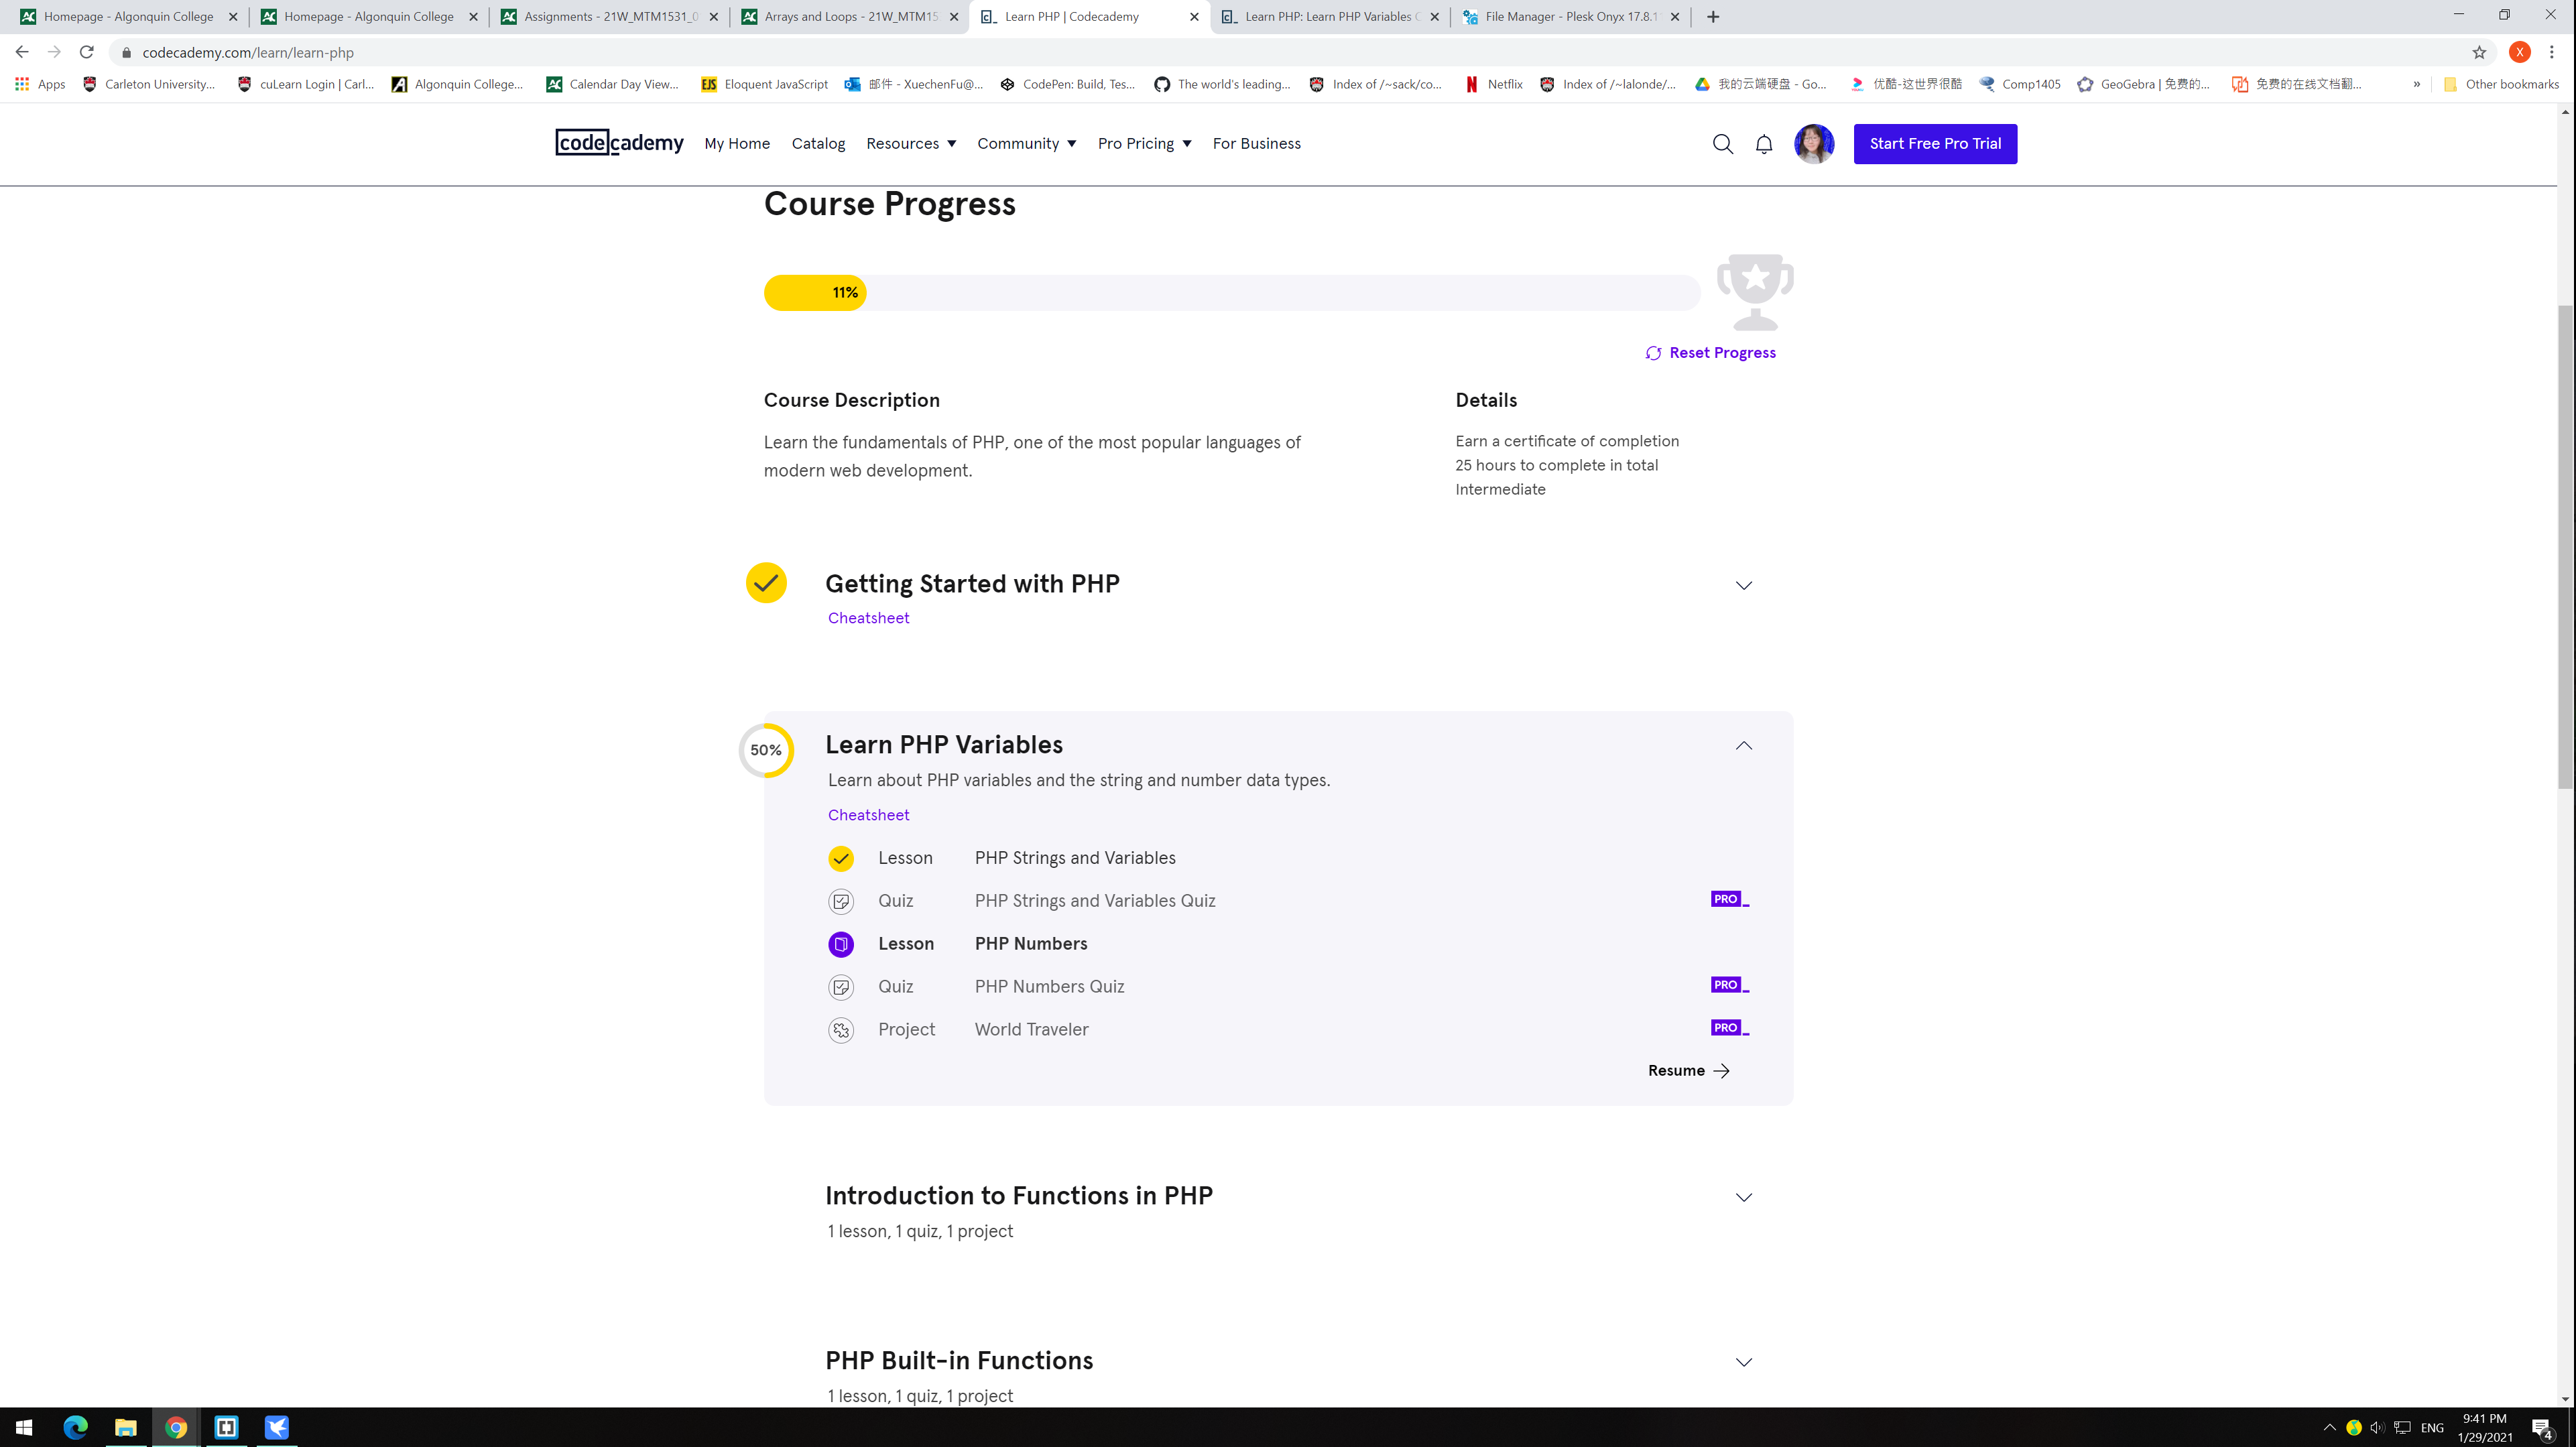 Homepage - Algonquin College
Homepage - Algonquin College
Assignments - 21W_MTM1531_0
Arrays and Loops - 21W_MTM15
Learn PHP | Codecademy
Learn PHP: Learn PHP Variables C
File Manager - Plesk Onyx 17.8.1
codecademy.com/learn/learn-php
X
Apps
Carleton University...
cuLearn Login | Carl...
Algonquin College...
Calendar Day View...
EJS
Eloquent JavaScript
邮件 - XuechenFu@...
CodePen: Build, Tes...
The world's leading...
Index of /~sack/co...
Netflix
Index of /~lalonde/...
我的云端硬盘 - Go...
优酷-这世界很酷
Comp1405
GeoGebra | 免费的...
免费的在线文档翻...
»
Other bookmarks
codecademy
My Home
Catalog
Resources
Community
Pro Pricing
For Business
Start Free Pro Trial
Course Progress
11%
Reset Progress
Course Description
Learn the fundamentals of PHP, one of the most popular languages of
modern web development.
Details
Earn a certificate of completion
25 hours to complete in total
Intermediate
Getting Started with PHP
Cheatsheet
50%
Learn PHP Variables
Learn about PHP variables and the string and number data types.
Cheatsheet
Lesson PHP Strings and Variables
Quiz PHP Strings and Variables Quiz PRO_
Lesson PHP Numbers
Quiz PHP Numbers Quiz PRO_
Project World Traveler PRO_
Resume
Introduction to Functions in PHP
1 lesson, 1 quiz, 1 project
PHP Built-in Functions
1 lesson, 1 quiz, 1 project
ENG
9:41 PM
1/29/2021
4